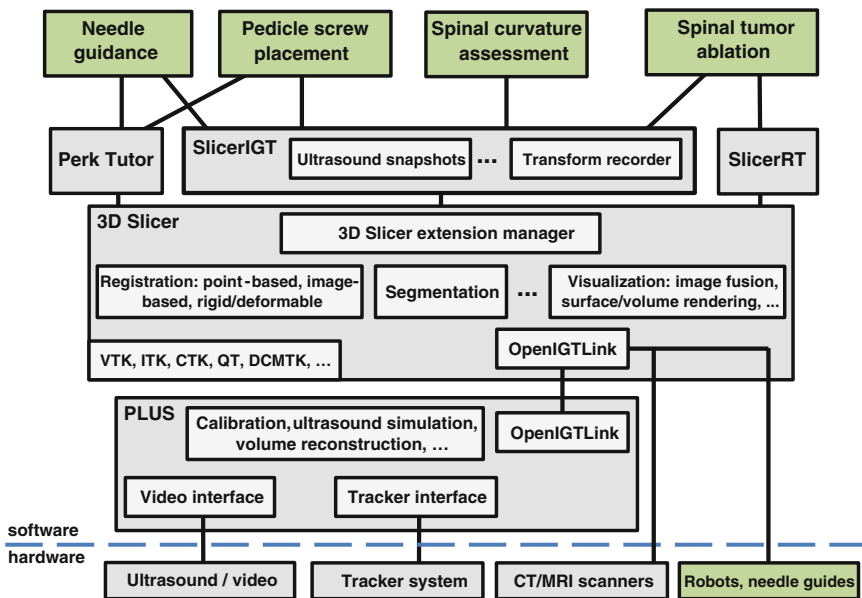 Needle
guidance
Pedicle screw
placement
Spinal curvature
assessment
Spinal tumor
ablation
Perk Tutor
SlicerIGT
Ultrasound snapshots
...
Transform recorder
SlicerRT
3D Slicer
3D Slicer extension manager
Registration: point-based, image-
based, rigid/deformable
Segmentation
...
Visualization: image fusion,
surface/volume rendering, ...
VTK, ITK, CTK, QT, DCMTK, ...
OpenIGTLink
PLUS
Calibration, ultrasound simulation,
volume reconstruction, ...
OpenIGTLink
Video interface
Tracker interface
software
hardware
Ultrasound / video
Tracker system
CT/MRI scanners
Robots, needle guides